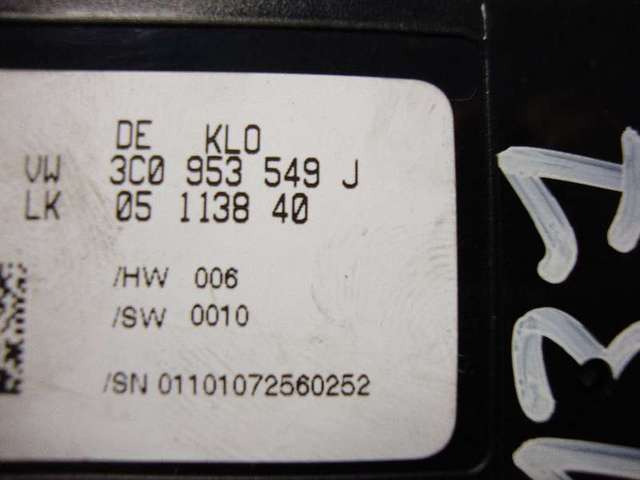 DE KLO
VW 3C0 953 549 J
LK 05 1138 40
/HW 006
/SW 0010
/SN 01101072560252